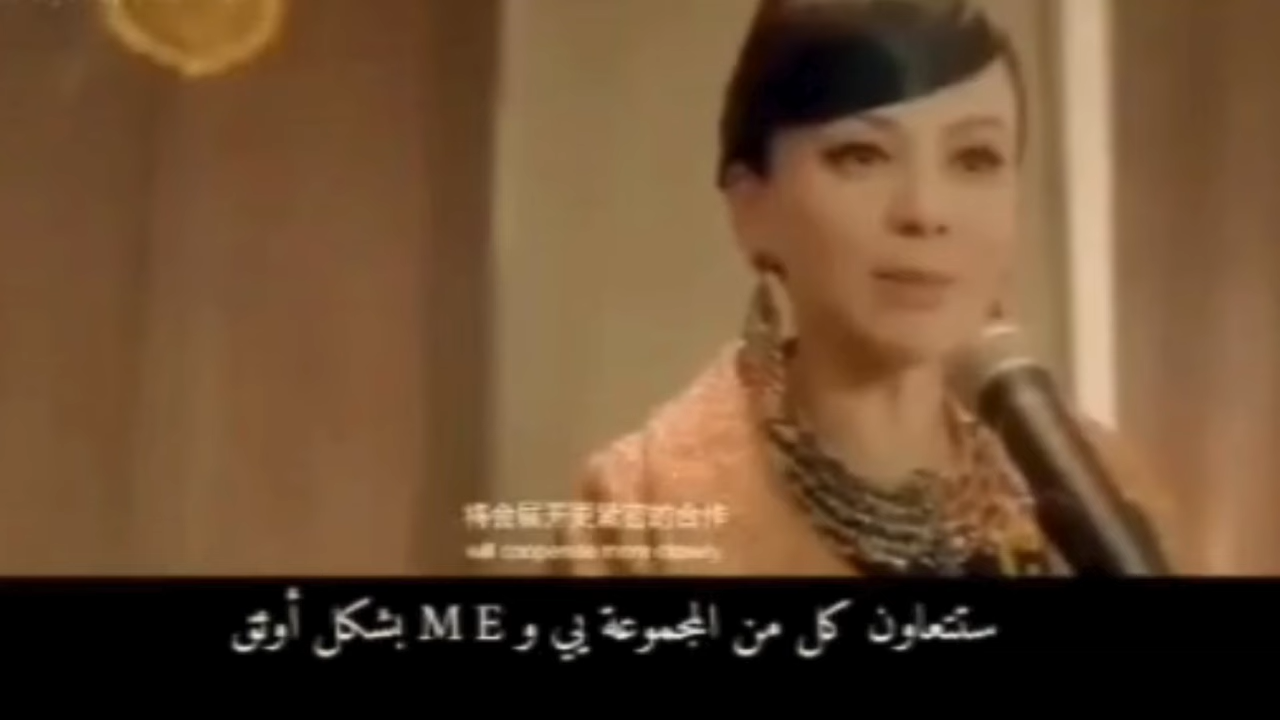 将会展开更紧密的合作
will cooperate more closely
ستتعاون كل من المجموعة بي و M E بشكل أوثق